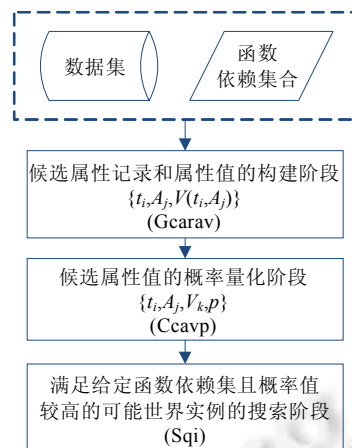 数据集
函数
依赖集合
候选属性记录和属性值的构建阶段
{ti,Aj,V(ti,Aj)}
(Gcarav)
候选属性值的概率量化阶段
{ti,Aj,Vk,p}
(Ccavp)
满足给定函数依赖集且概率值
较高的可能世界实例的搜索阶段
(Sqi)